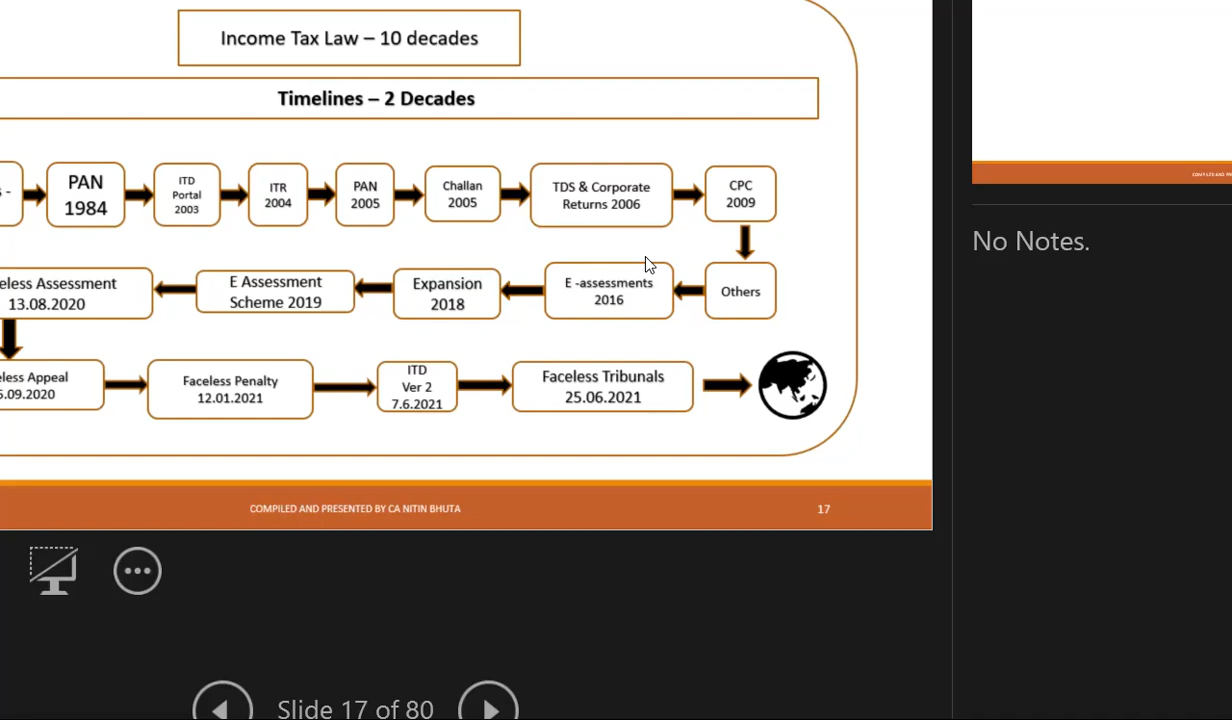 Income Tax Law – 10 decades
Timelines – 2 Decades
PAN
1984
ITD
Portal
2003
ITR
2004
PAN
2005
Challan
2005
TDS & Corporate
Returns 2006
CPC
2009
Others
E -assessments
2016
Expansion
2018
E Assessment
Scheme 2019
eless Assessment
13.08.2020
less Appeal
.09.2020
Faceless Penalty
12.01.2021
ITD
Ver 2
7.6.2021
Faceless Tribunals
25.06.2021
COMPILED AND PRESENTED BY CA NITIN BHUTA
17
No Notes.
Slide 17 of 80